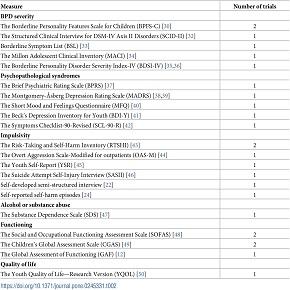 Measure Number of trials
BPD severity
The Borderline Personality Features Scale for Children (BPFS-C) [30] 2
The Structured Clinical Interview for DSM-IV Axis II Disorders (SCID-II) [32] 1
Borderline Symptom List (BSL) [33] 1
The Millon Adolescent Clinical Inventory (MACI) [34] 1
The Borderline Personality Disorder Severity Index-IV (BDSI-IV) [35,36] 1
Psychopathological syndromes
The Brief Psychiatric Rating Scale (BPRS) [37] 1
The Montgomery-Åsberg Depression Rating Scale (MADRS) [38,39] 1
The Short Mood and Feelings Questionnaire (MFQ) [40] 1
The Beck's Depression Inventory for Youth (BDI-Y) [41] 1
The Symptoms Checklist-90-Revised (SCL-90-R) [42] 1
Impulsivity
The Risk-Taking and Self-Harm Inventory (RTSHI) [43] 2
The Overt Aggression Scale-Modified for outpatients (OAS-M) [44] 1
The Youth Self-Report (YSR) [45] 1
The Suicide Attempt Self-Injury Interview (SASII) [46] 1
Self-developed semi-structured interview [22] 1
Self-reported self-harm episodes [24] 1
Alcohol or substance abuse
The Substance Dependence Scale (SDS) [47] 1
Functioning
The Social and Occupational Functioning Assessment Scale (SOFAS) [48] 2
The Children's Global Assessment Scale (CGAS) [49] 2
The Global Assessment of Functioning (GAF) [12] 1
Quality of life
The Youth Quality of Life—Research Version (YQOL) [50] 1
https://doi.org/10.1371/journal.pone.0245331.t002